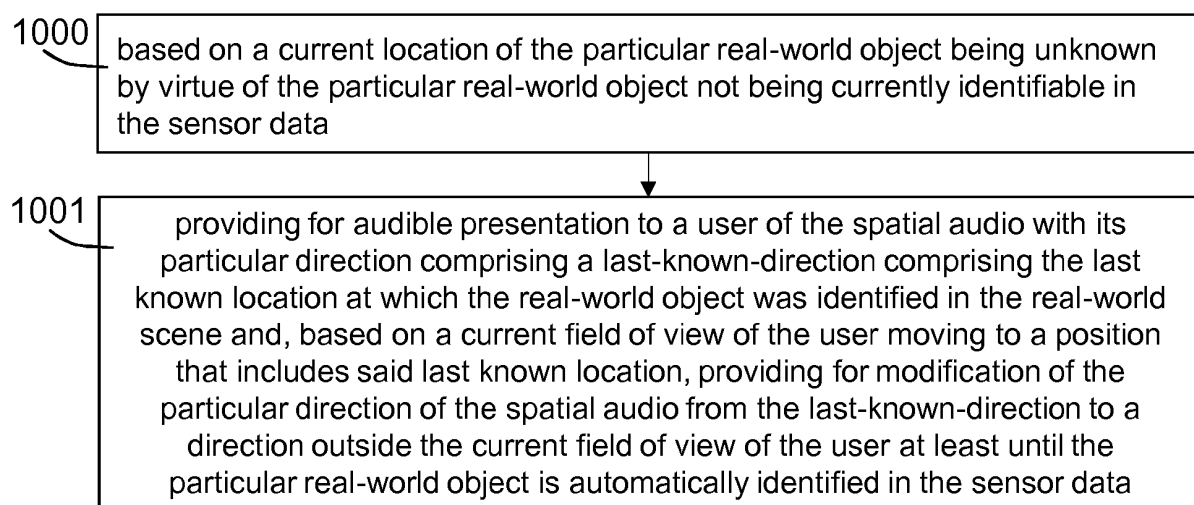 1000
based on a current location of the particular real-world object being unknown
by virtue of the particular real-world object not being currently identifiable in
the sensor data
1001
providing for audible presentation to a user of the spatial audio with its
particular direction comprising a last-known-direction comprising the last
known location at which the real-world object was identified in the real-world
scene and, based on a current field of view of the user moving to a position
that includes said last known location, providing for modification of the
particular direction of the spatial audio from the last-known-direction to a
direction outside the current field of view of the user at least until the
particular real-world object is automatically identified in the sensor data